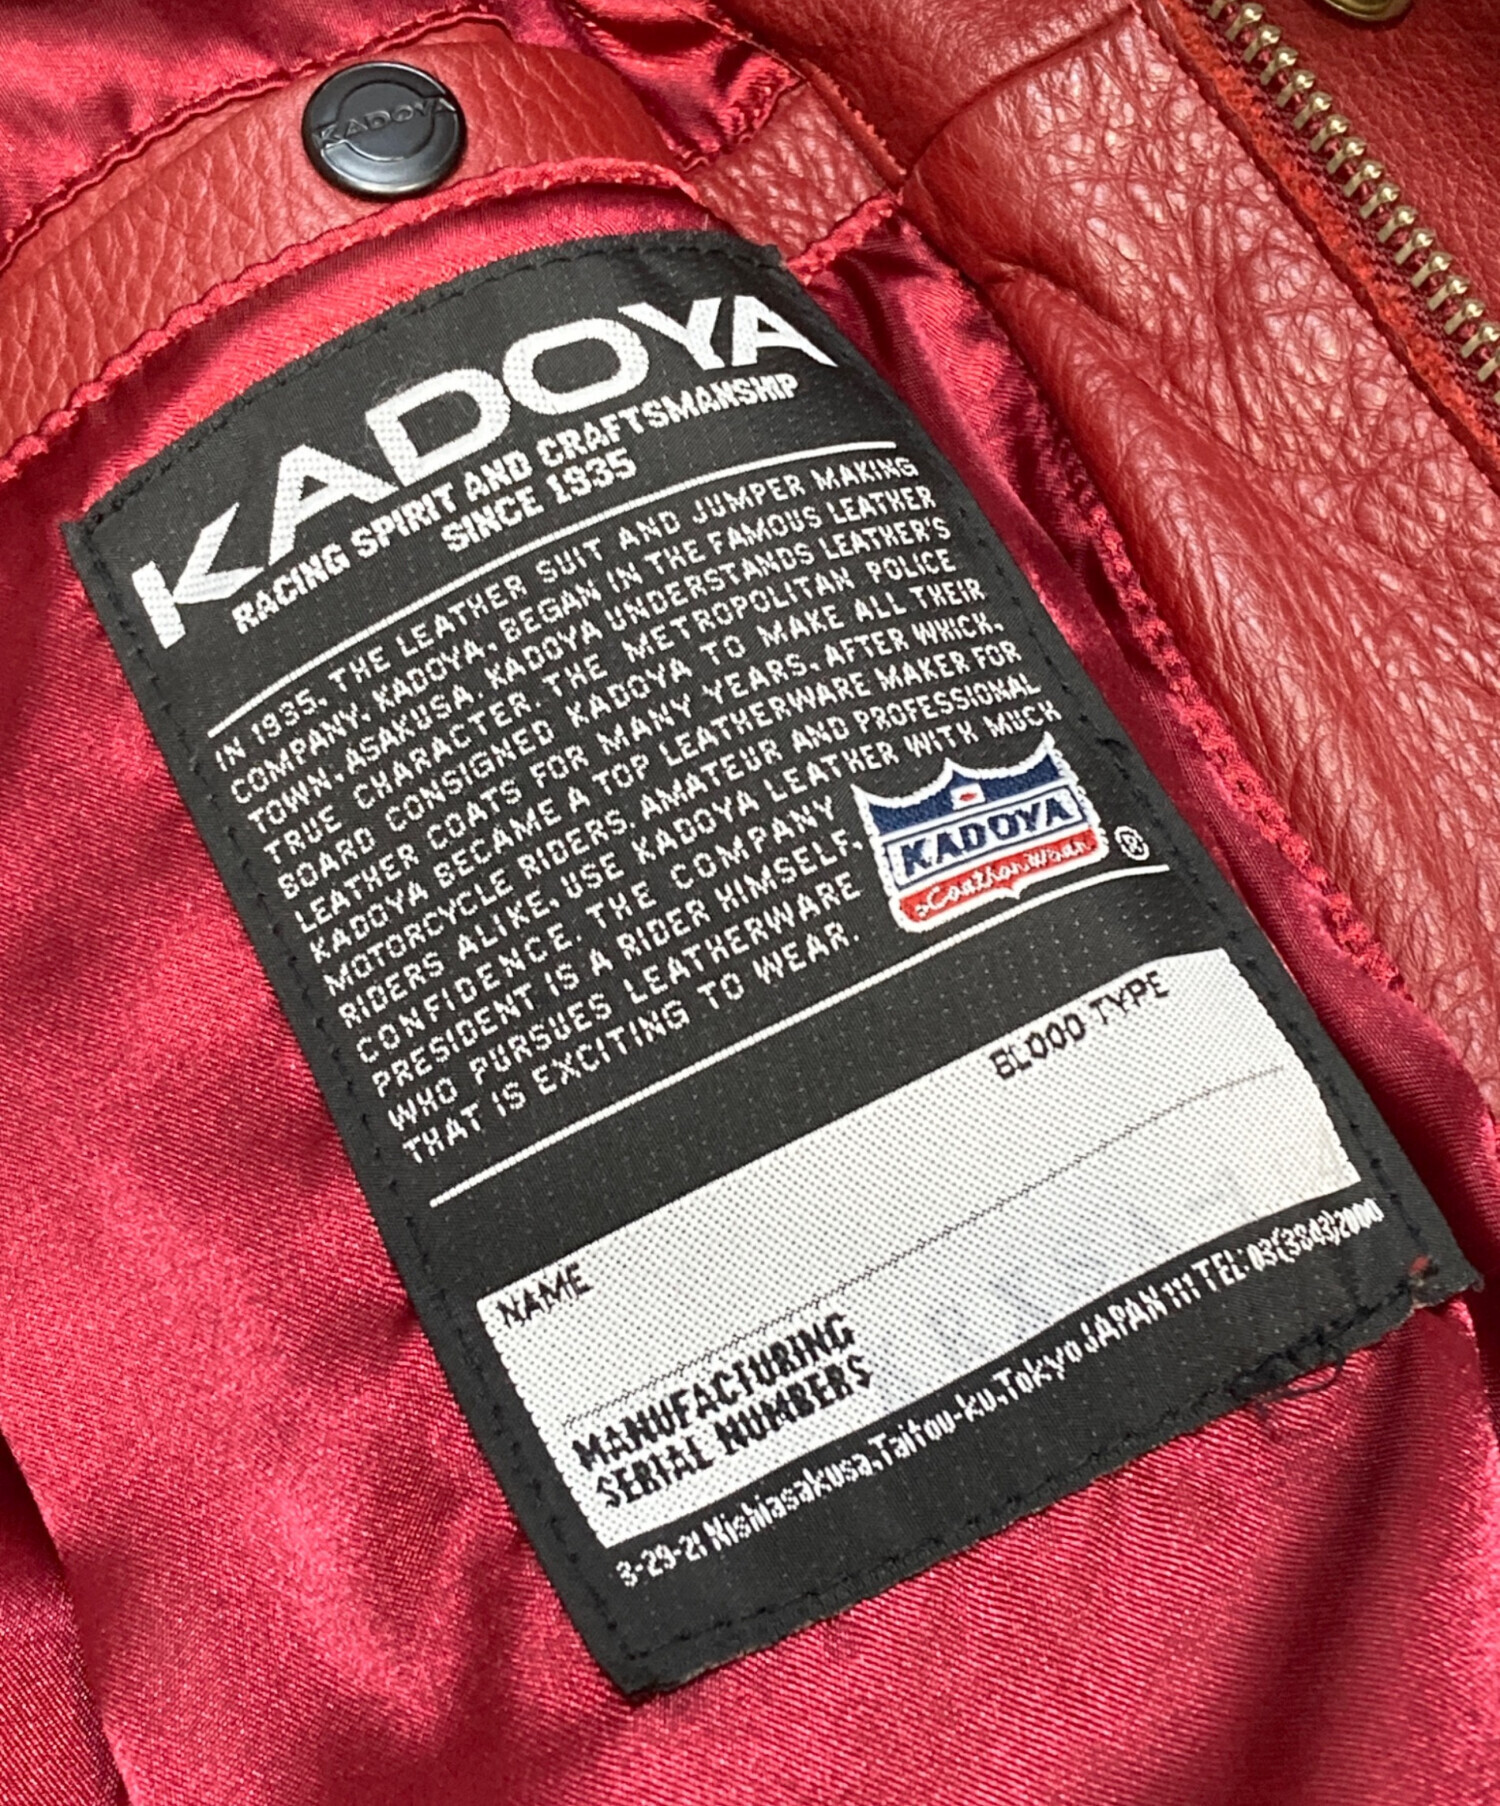 KADOYA
KADOYA
RACING SPIRIT AND CRAFTSMANSHIP
SINCE 1935
IN 1935, THE LEATHER SUIT AND JUMPER MAKING
COMPANY, KADOYA, BEGAN IN THE FAMOUS LEATHER
TOWN, ASAKUSA. KADOYA UNDERSTANDS LEATHER'S
TRUE CHARACTER. THE METROPOLITAN POLICE
BOARD CONSIGNED KADOYA TO MAKE ALL THEIR
LEATHER COATS FOR MANY YEARS. AFTER WHICH,
KADOYA BECAME A TOP LEATHERWARE MAKER FOR
MOTORCYCLE RIDERS. AMATEUR AND PROFESSIONAL
RIDERS ALIKE, USE KADOYA LEATHER WITH MUCH
CONFIDENCE. THE COMPANY
PRESIDENT IS A RIDER HIMSELF,
WHO PURSUES LEATHERWARE
THAT IS EXCITING TO WEAR.
KADOYA
®
BLOOD TYPE
NAME
MANUFACTURING
SERIAL NUMBERS
3-29-21 Nishiasakusa,Taitou-ku,Tokyo JAPAN 111 TEL:03(3843)2000